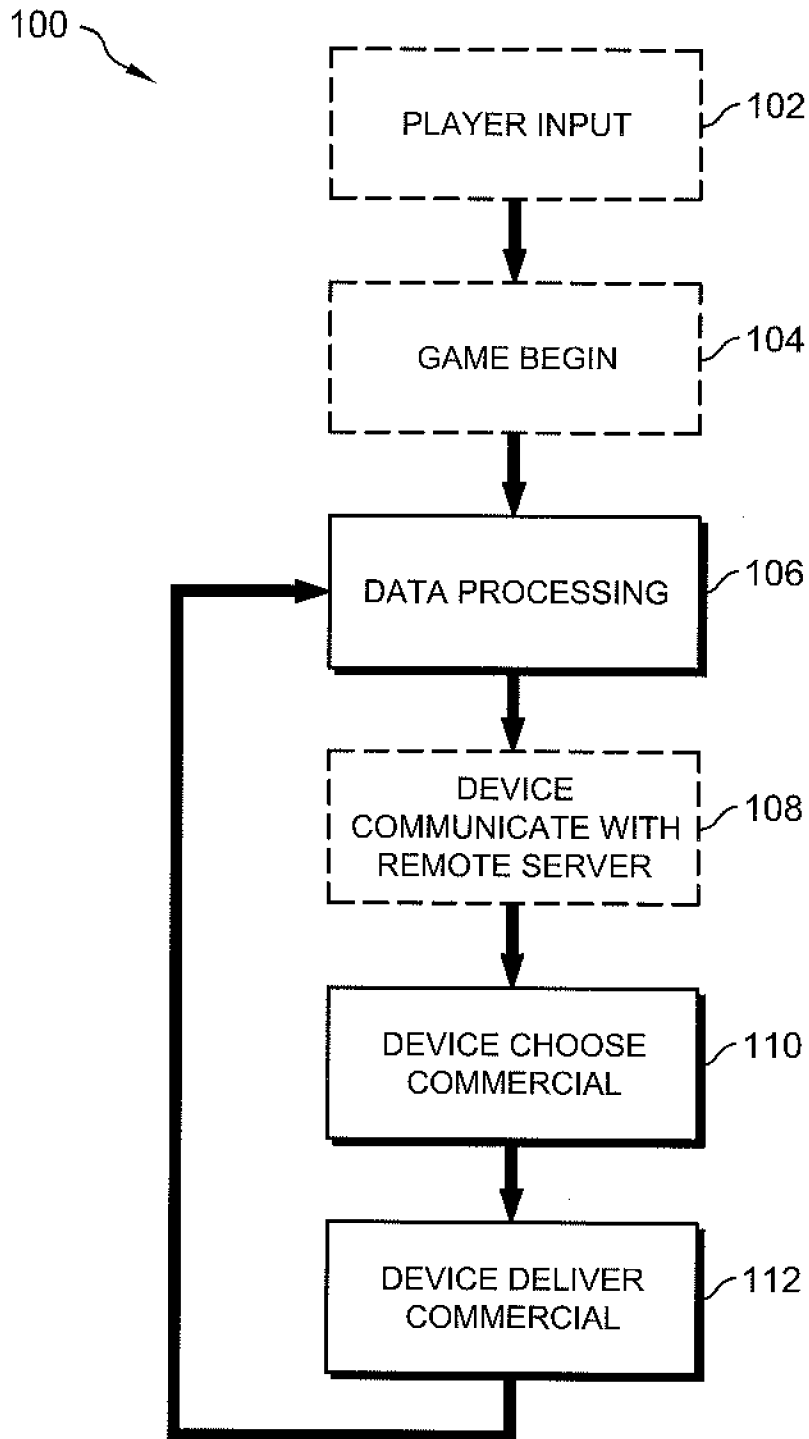 100
PLAYER INPUT
102
GAME BEGIN
104
DATA PROCESSING
106
DEVICE
COMMUNICATE WITH
REMOTE SERVER
108
DEVICE CHOOSE
COMMERCIAL
110
DEVICE DELIVER
COMMERCIAL
112